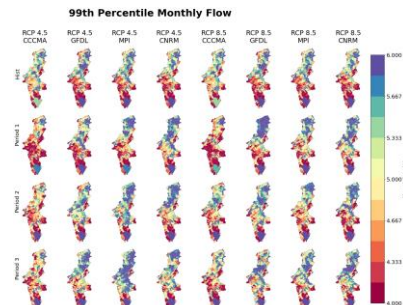 99th Percentile Monthly Flow
RCP 4.5 RCP 4.5 RCP 4.5 RCP 4.5 RCP 8.5 RCP 8.5 RCP 8.5 RCP 8.5
CCCMA GFDL MPI CNRM CCCMA GFDL MPI CNRM
Hist
Period 1
Period 2
Period 3
6.000
5.667
5.333
5.000
4.667
4.333
4.000